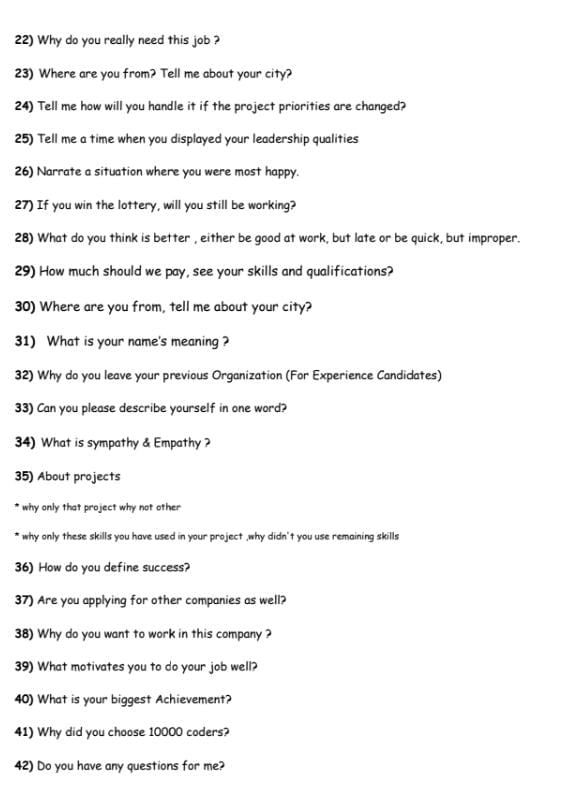 22) Why do you really need this job ?
23) Where are you from? Tell me about your city?
24) Tell me how will you handle it if the project priorities are changed?
25) Tell me a time when you displayed your leadership qualities
26) Narrate a situation where you were most happy.
27) If you win the lottery, will you still be working?
28) What do you think is better , either be good at work, but late or be quick, but improper.
29) How much should we pay, see your skills and qualifications?
30) Where are you from, tell me about your city?
31) What is your name's meaning ?
32) Why do you leave your previous Organization (For Experience Candidates)
33) Can you please describe yourself in one word?
34) What is sympathy & Empathy ?
35) About projects
* why only that project why not other
* why only these skills you have used in your project ,why didn't you use remaining skills
36) How do you define success?
37) Are you applying for other companies as well?
38) Why do you want to work in this company ?
39) What motivates you to do your job well?
40) What is your biggest Achievement?
41) Why did you choose 10000 coders?
42) Do you have any questions for me?